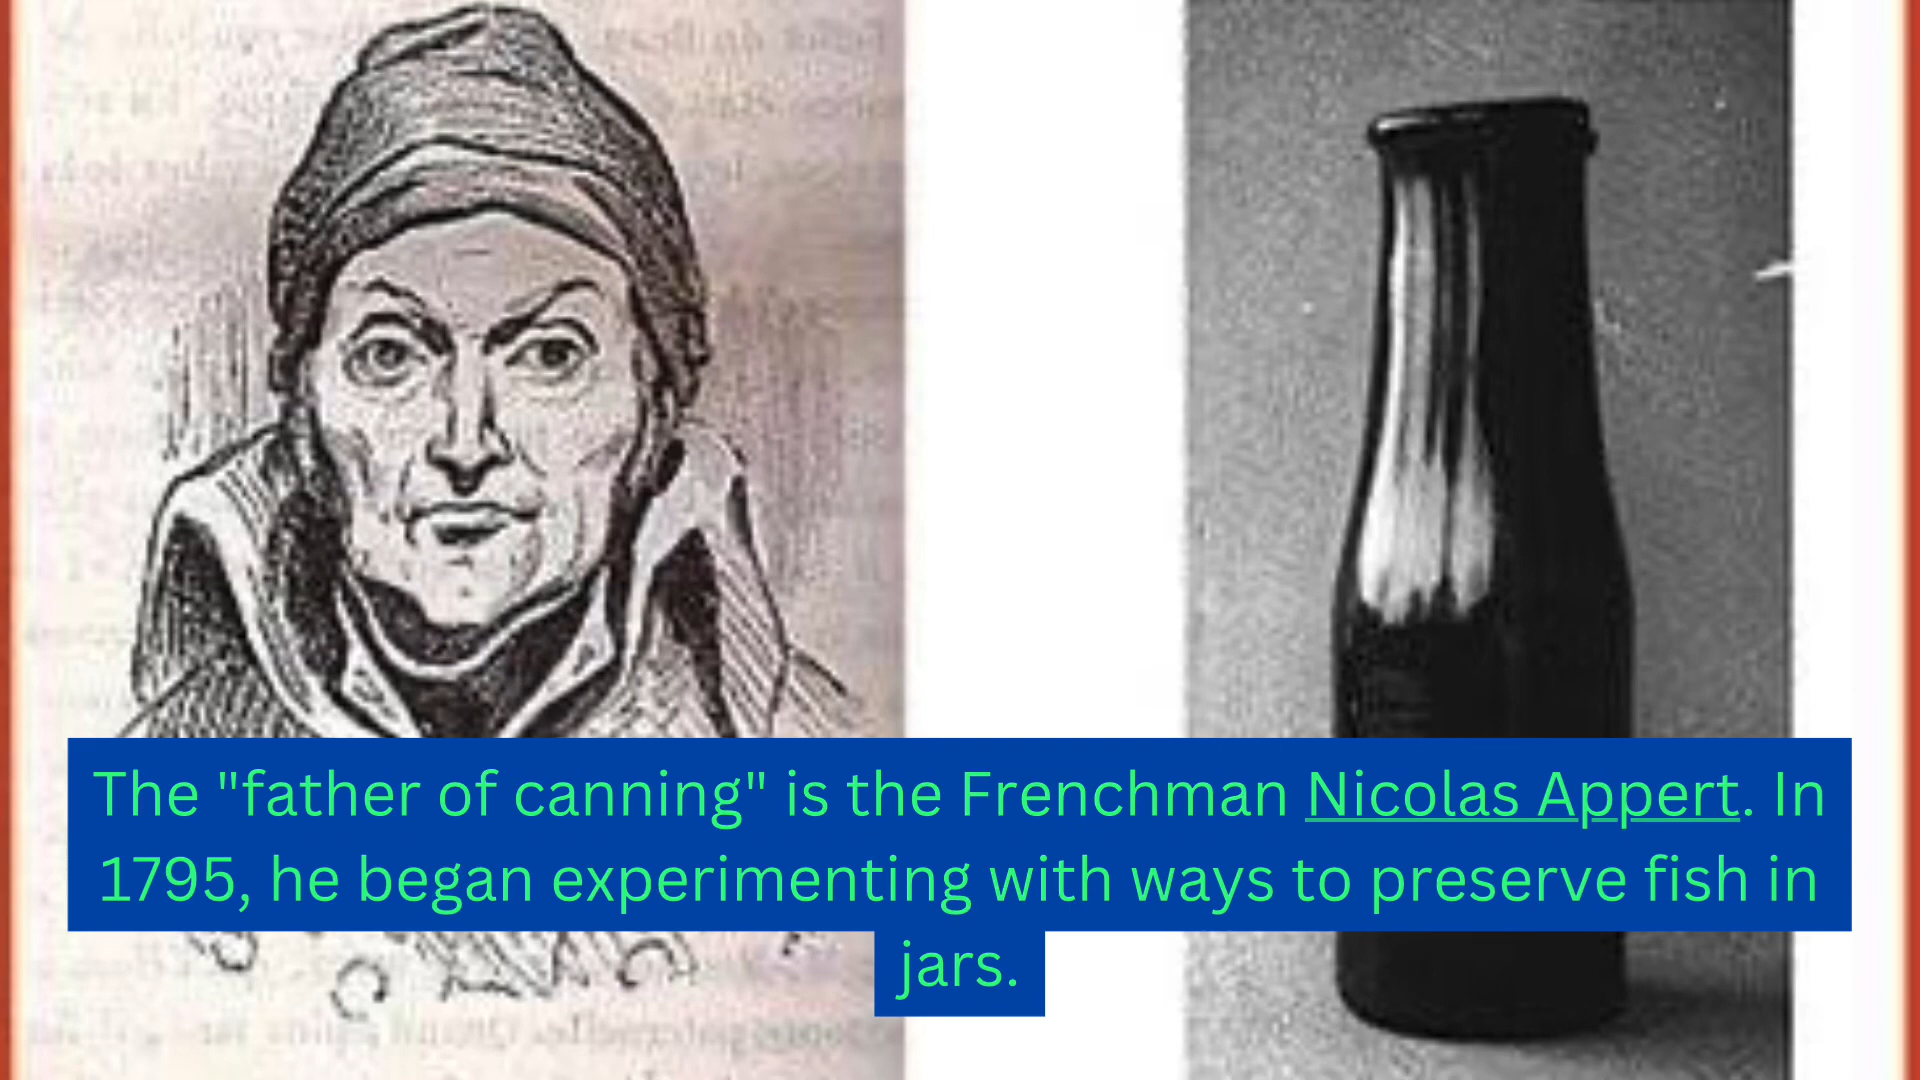 The "father of canning" is the Frenchman Nicolas Appert. In
1795, he began experimenting with ways to preserve fish in
jars.